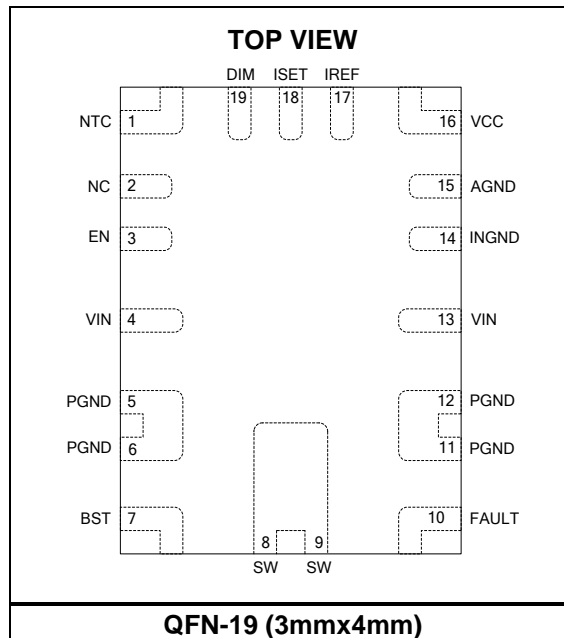 TOP VIEW
DIM ISET IREF
19 18 17
NTC 1 16 VCC
NC 2 15 AGND
EN 3 14 INGND
VIN 4 13 VIN
PGND 5 12 PGND
PGND 6 11 PGND
BST 7 10 FAULT
8 9
SW SW
QFN-19 (3mmx4mm)